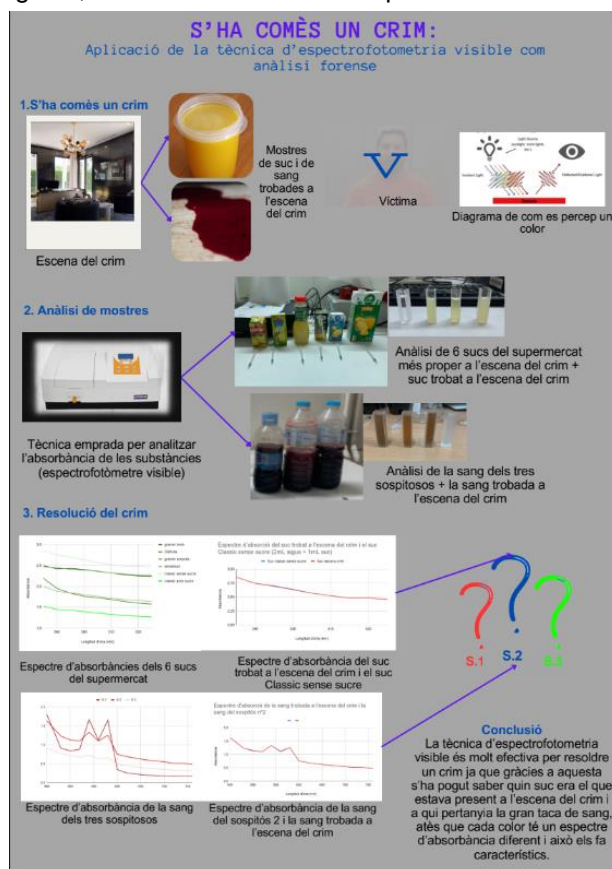 S'HA COMÈS UN CRIM:
Aplicació de la tècnica d'espectrofotometria visible com
anàlisi forense
1.S'ha comès un crim
Escena del crim
Mostres
de suc i de
sang
trobades a
l'escena
del crim
Víctima
Diagrama de com es percep un
color
2. Anàlisi de mostres
Tècnica emprada per analitzar
l'absorbància de les substàncies
(espectrofotòmetre visible)
Anàlisi de 6 sucs del supermercat
més proper a l'escena del crim +
suc trobat a l'escena del crim
Anàlisi de la sang dels tres
sospitosos + la sang trobada a
l'escena del crim
3. Resolució del crim
Espectre d'absorció del suc trobat a l'escena del crim i el suc
Classic sense sucre (2mL aigua + 1mL suc)
Espectre d'absorbàncies dels 6 sucs
del supermercat
Espectre d'absorbància del suc
trobat a l'escena del crim i el suc
Classic sense sucre
S.1
S.2
S.3
Espectre d'absorbància de la sang
dels tres sospitosos
Espectre d'absorbància de la sang
del sospitós 2 i la sang trobada a
l'escena del crim
Conclusió
La tècnica d'espectrofotometria
visible és molt efectiva per resoldre
un crim ja que gràcies a aquesta
s'ha pogut saber quin suc era el que
estava present a l'escena del crim i
a qui pertanyia la gran taca de sang,
atès que cada color té un espectre
d'absorbància diferent i això els fa
característics.